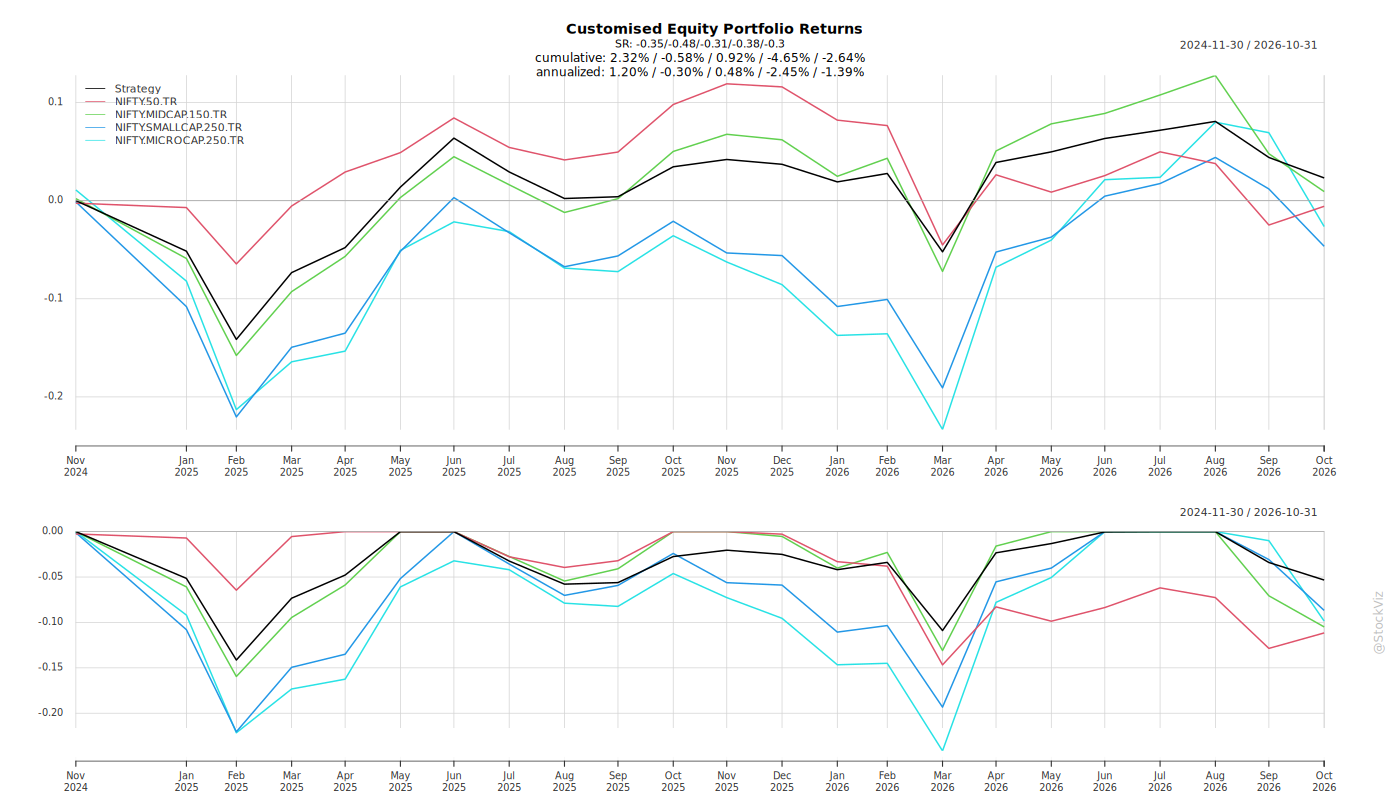 Customised Equity Portfolio Returns
SR: -0.35/-0.48/-0.31/-0.38/-0.3
cumulative: 2.32% / -0.58% / 0.92% / -4.65% / -2.64%
annualized: 1.20% / -0.30% / 0.48% / -2.45% / -1.39%
2024-11-30 / 2026-10-31
Strategy
NIFTY.50.TR
NIFTY.MIDCAP.150.TR
NIFTY.SMALLCAP.250.TR
NIFTY.MICROCAP.250.TR
0.1
0.0
-0.1
-0.2
Nov Jan Feb Mar Apr May Jun Jul Aug Sep Oct Nov Dec Jan Feb Mar Apr May Jun Jul Aug Sep Oct
2024 2025 2025 2025 2025 2025 2025 2025 2025 2025 2025 2025 2025 2026 2026 2026 2026 2026 2026 2026 2026 2026 2026
2024-11-30 / 2026-10-31
0.00
-0.05
-0.10
-0.15
-0.20
Nov Jan Feb Mar Apr May Jun Jul Aug Sep Oct Nov Dec Jan Feb Mar Apr May Jun Jul Aug Sep Oct
2024 2025 2025 2025 2025 2025 2025 2025 2025 2025 2025 2025 2025 2026 2026 2026 2026 2026 2026 2026 2026 2026 2026
@StockViz